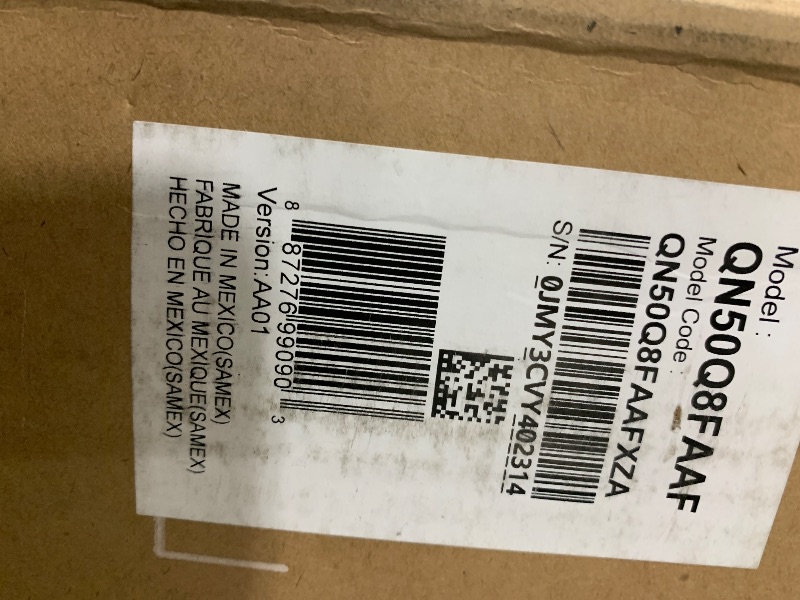 Model :
QN50Q8FAAF
Model Code :
QN50Q8FAAFXZA
S/N: 0JMY3CVY402314
8 87276 99090 3
Version:AA01
MADE IN MEXICO(SAMEX)
FABRIQUE AU MEXIQUE(SAMEX)
HECHO EN MEXICO(SAMEX)